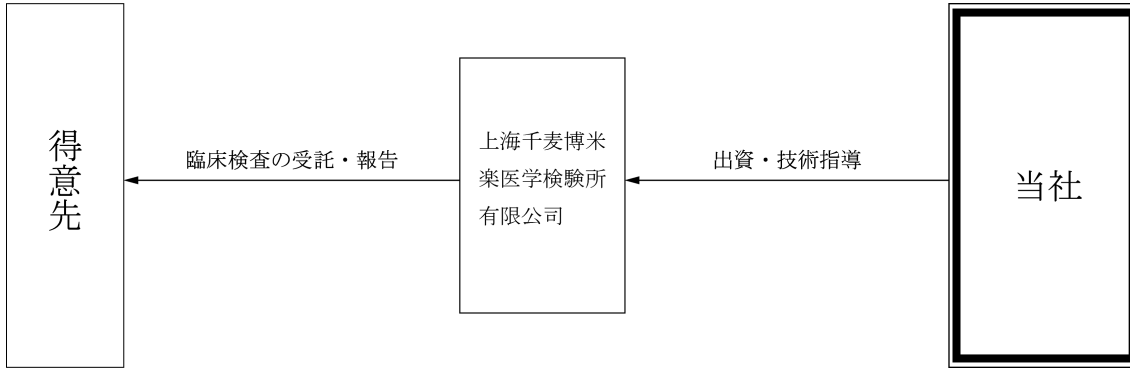 得意先
臨床検査の受託・報告
上海千麦博米
楽医学検験所
有限公司
出資・技術指導
当社